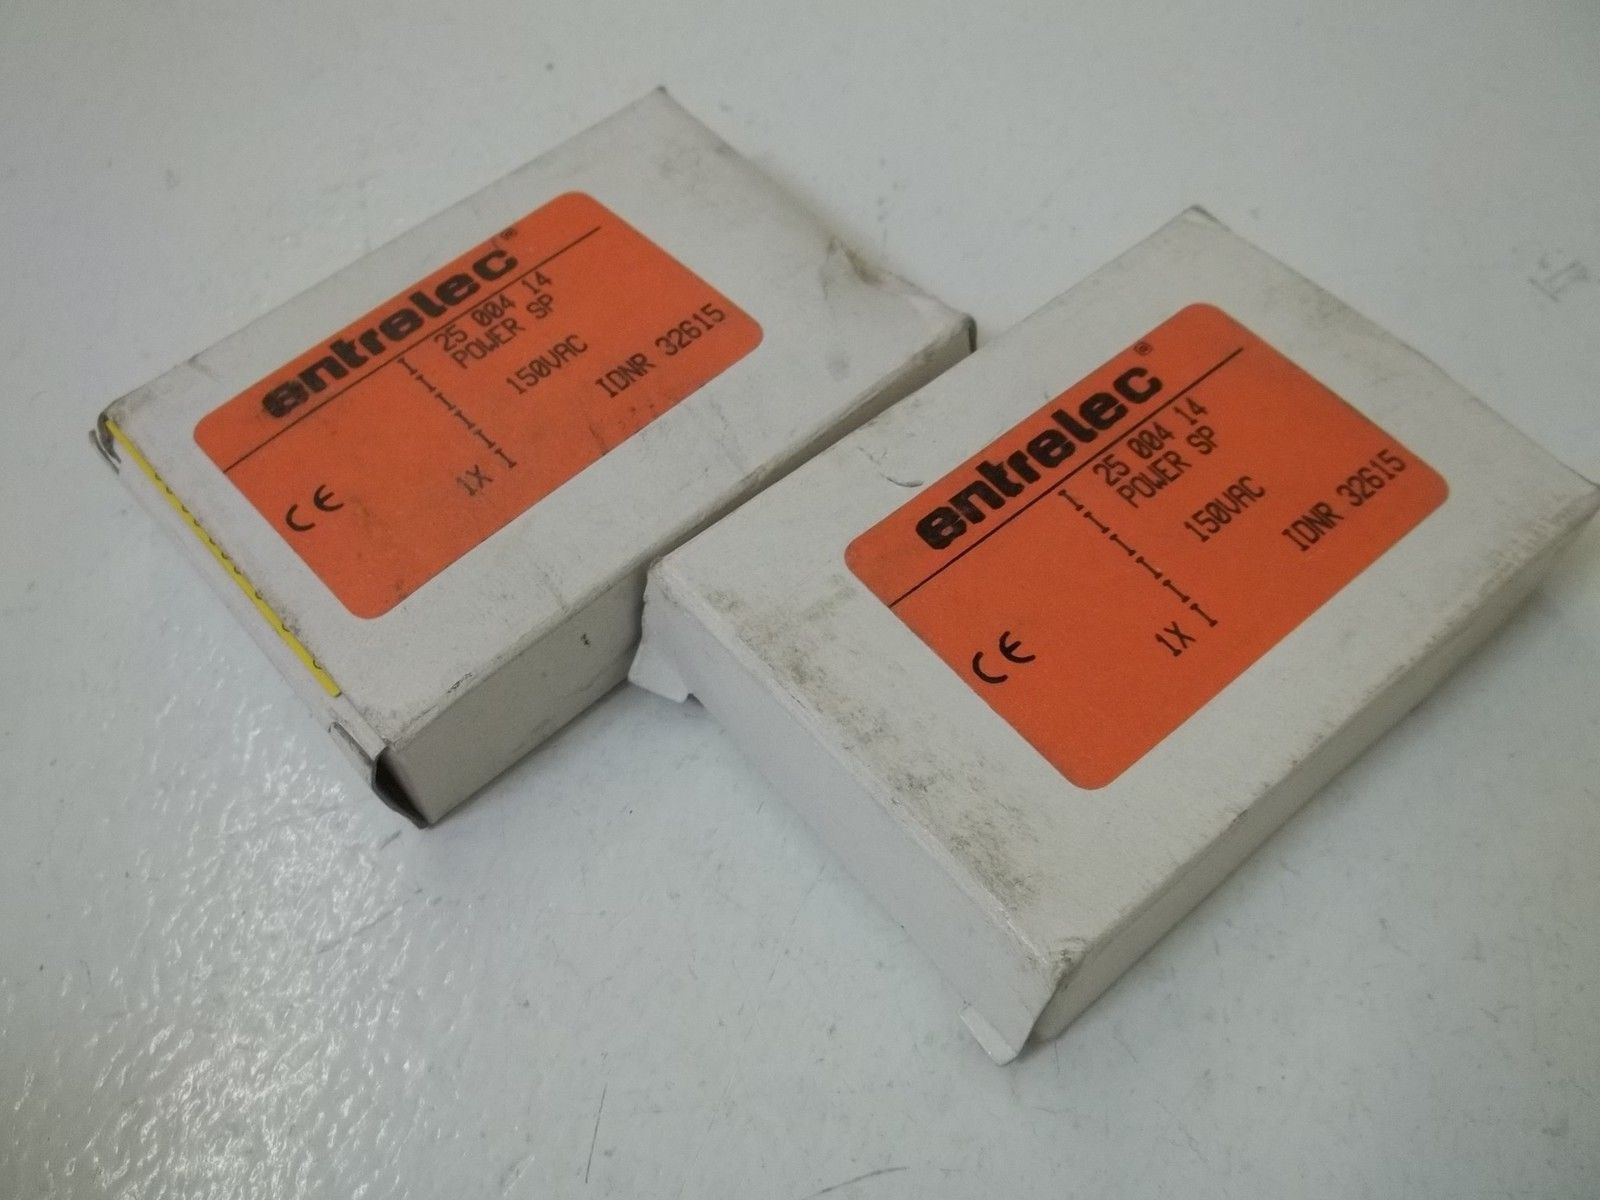 entrelec®
I 25 004 14
I POWER SP
I
I 150VAC
I
1X I IDNR 32615
CE
entrelec®
I 25 004 14
I POWER SP
I
I 150VAC
I
1X I IDNR 32615
CE